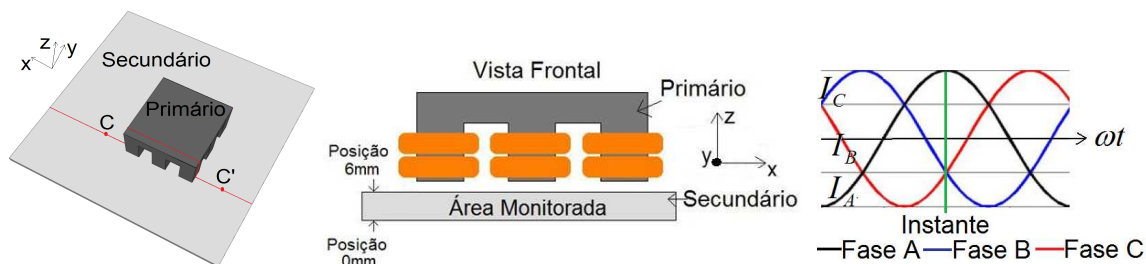 z
y
x
Secundário
Primário
C
C'
Vista Frontal
Primário
Posição
6mm
z
y
x
Área Monitorada
Secundário
Posição
0mm
I_C
I_B
I_A
ωt
Instante
Fase A
Fase B
Fase C